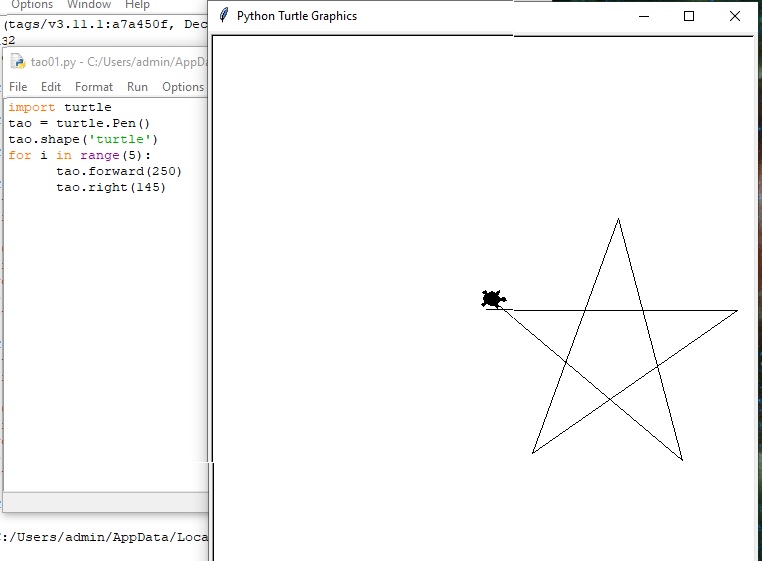 Options Window Help
(tags/v3.11.1:a7a450f, Dec
32
Python Turtle Graphics
tao01.py - C:/Users/admin/AppDa
File Edit Format Run Options
import turtle
tao = turtle.Pen()
tao.shape('turtle')
for i in range(5):
tao.forward(250)
tao.right(145)
:/Users/admin/AppData/Loca